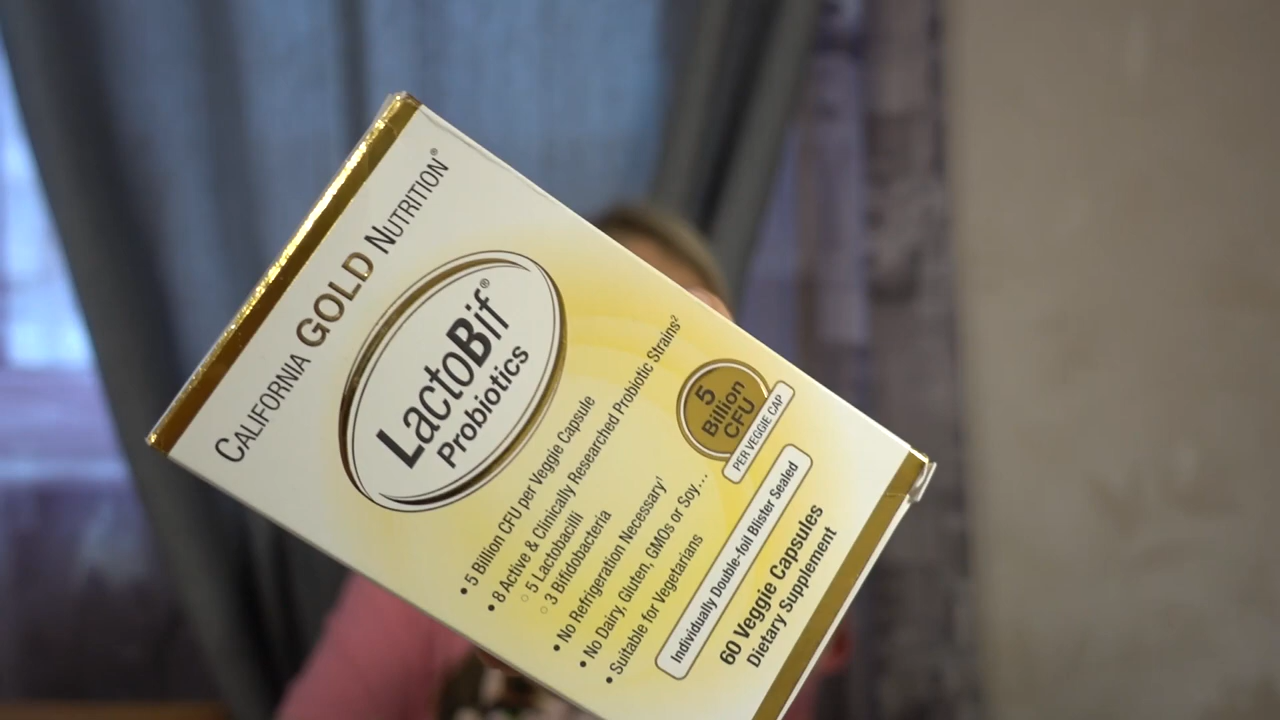 CALIFORNIA GOLD NUTRITION®
LactoBif®
Probiotics
• 5 Billion CFU per Veggie Capsule
• 8 Active & Clinically Researched Probiotic Strains²
○ 5 Lactobacilli
○ 3 Bifidobacteria
• No Refrigeration Necessary¹
• No Dairy, Gluten, GMOs or Soy...
• Suitable for Vegetarians
5
Billion
CFU
PER VEGGIE CAP
Individually Double-foil Blister Sealed
60 Veggie Capsules
Dietary Supplement